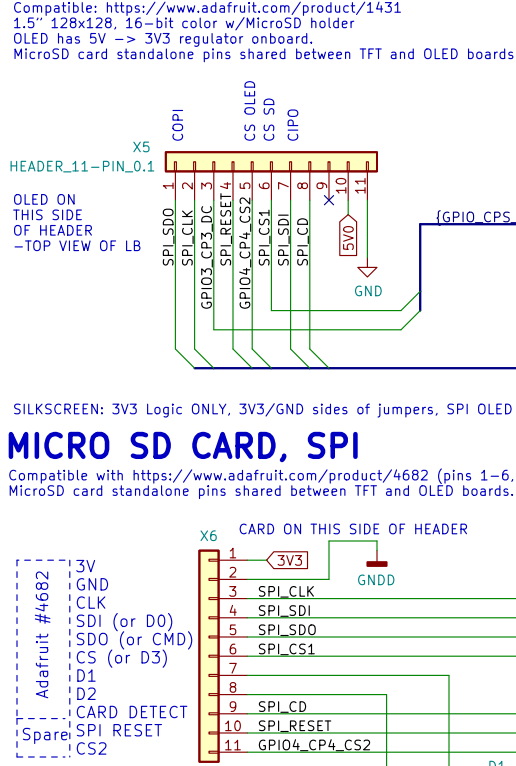 Compatible: https://www.adafruit.com/product/1431
1.5" 128x128, 16-bit color w/MicroSD holder
OLED has 5V -> 3V3 regulator onboard.
MicroSD card standalone pins shared between TFT and OLED boards
COPI
CS OLED
CS SD
CIPO
X5
HEADER_11-PIN_0.1
1
2
3
4
5
6
7
8
9
10
11
OLED ON
THIS SIDE
OF HEADER
-TOP VIEW OF LB
SPI_SDO
SPI_CLK
GPIO3_CP3_DC
SPI_RESET
GPIO4_CP4_CS2
SPI_CS1
SPI_SDI
SPI_CD
5V0
GND
{GPIO_CPS_
SILKSCREEN: 3V3 Logic ONLY, 3V3/GND sides of jumpers, SPI OLED
MICRO SD CARD, SPI
Compatible with https://www.adafruit.com/product/4682 (pins 1-6,
MicroSD card standalone pins shared between TFT and OLED boards.
X6
CARD ON THIS SIDE OF HEADER
Adafruit #4682
Spare
3V
GND
CLK
SDI (or D0)
SDO (or CMD)
CS (or D3)
D1
D2
CARD DETECT
SPI RESET
CS2
1 3V3
2
GNDD
3 SPI_CLK
4 SPI_SDI
5 SPI_SDO
6 SPI_CS1
7
8
9 SPI_CD
10 SPI_RESET
11 GPIO4_CP4_CS2